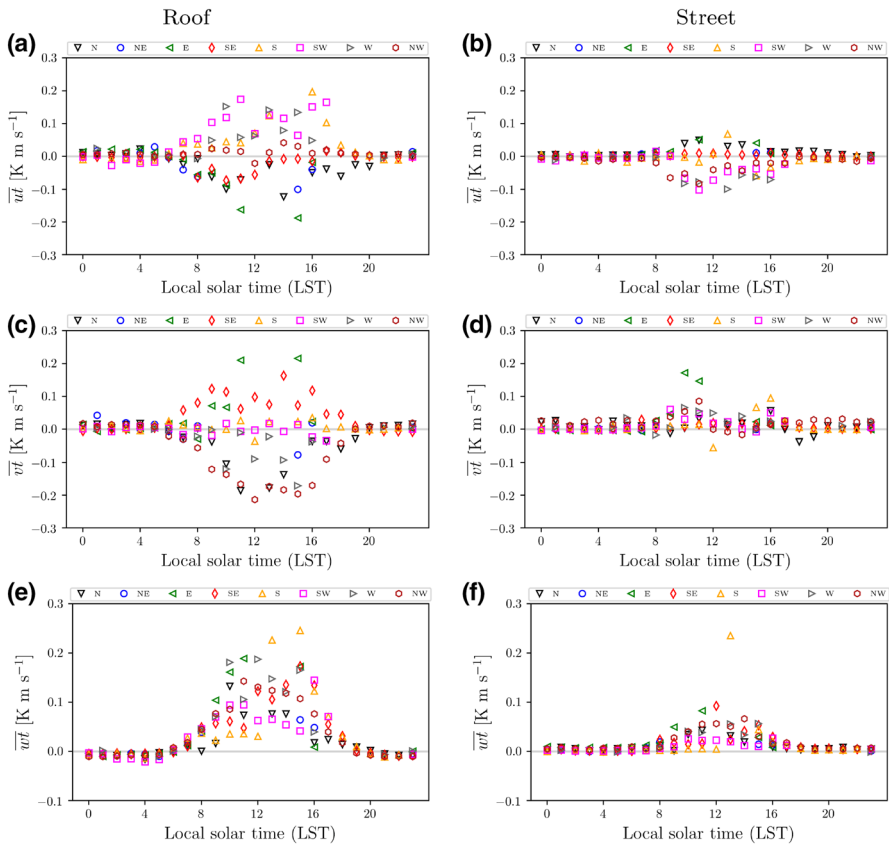 Roof Street
(a) (b)
N NE E SE S SW W NW
N NE E SE S SW W NW
0.3 0.2 0.1 0.0 −0.1 −0.2 −0.3
ut [K m s−1]
0 4 8 12 16 20
Local solar time (LST)
0.3 0.2 0.1 0.0 −0.1 −0.2 −0.3
ut [K m s−1]
0 4 8 12 16 20
Local solar time (LST)
(c) (d)
N NE E SE S SW W NW
N NE E SE S SW W NW
0.3 0.2 0.1 0.0 −0.1 −0.2 −0.3
vt [K m s−1]
0 4 8 12 16 20
Local solar time (LST)
0.3 0.2 0.1 0.0 −0.1 −0.2 −0.3
vt [K m s−1]
0 4 8 12 16 20
Local solar time (LST)
(e) (f)
N NE E SE S SW W NW
N NE E SE S SW W NW
0.3 0.2 0.1 0.0 −0.1
wt [K m s−1]
0 4 8 12 16 20
Local solar time (LST)
0.3 0.2 0.1 0.0 −0.1
wt [K m s−1]
0 4 8 12 16 20
Local solar time (LST)